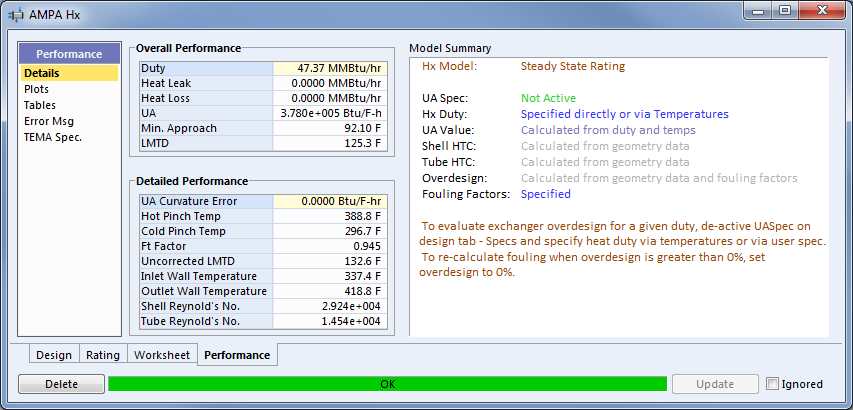 AMPA Hx
Performance
Details
Plots
Tables
Error Msg
TEMA Spec.
Overall Performance
Duty 47.37 MMBtu/hr
Heat Leak 0.0000 MMBtu/hr
Heat Loss 0.0000 MMBtu/hr
UA 3.780e+005 Btu/F-h
Min. Approach 92.10 F
LMTD 125.3 F
Detailed Performance
UA Curvature Error 0.0000 Btu/F-hr
Hot Pinch Temp 388.8 F
Cold Pinch Temp 296.7 F
Ft Factor 0.945
Uncorrected LMTD 132.6 F
Inlet Wall Temperature 337.4 F
Outlet Wall Temperature 418.8 F
Shell Reynold's No. 2.924e+004
Tube Reynold's No. 1.454e+004
Model Summary
Hx Model: Steady State Rating
UA Spec: Not Active
Hx Duty: Specified directly or via Temperatures
UA Value: Calculated from duty and temps
Shell HTC: Calculated from geometry data
Tube HTC: Calculated from geometry data
Overdesign: Calculated from geometry data and fouling factors
Fouling Factors: Specified
To evaluate exchanger overdesign for a given duty, de-active UASpec on
design tab - Specs and specify heat duty via temperatures or via user spec.
To re-calculate fouling when overdesign is greater than 0%, set
overdesign to 0%.
Design Rating Worksheet Performance
Delete OK Update Ignored